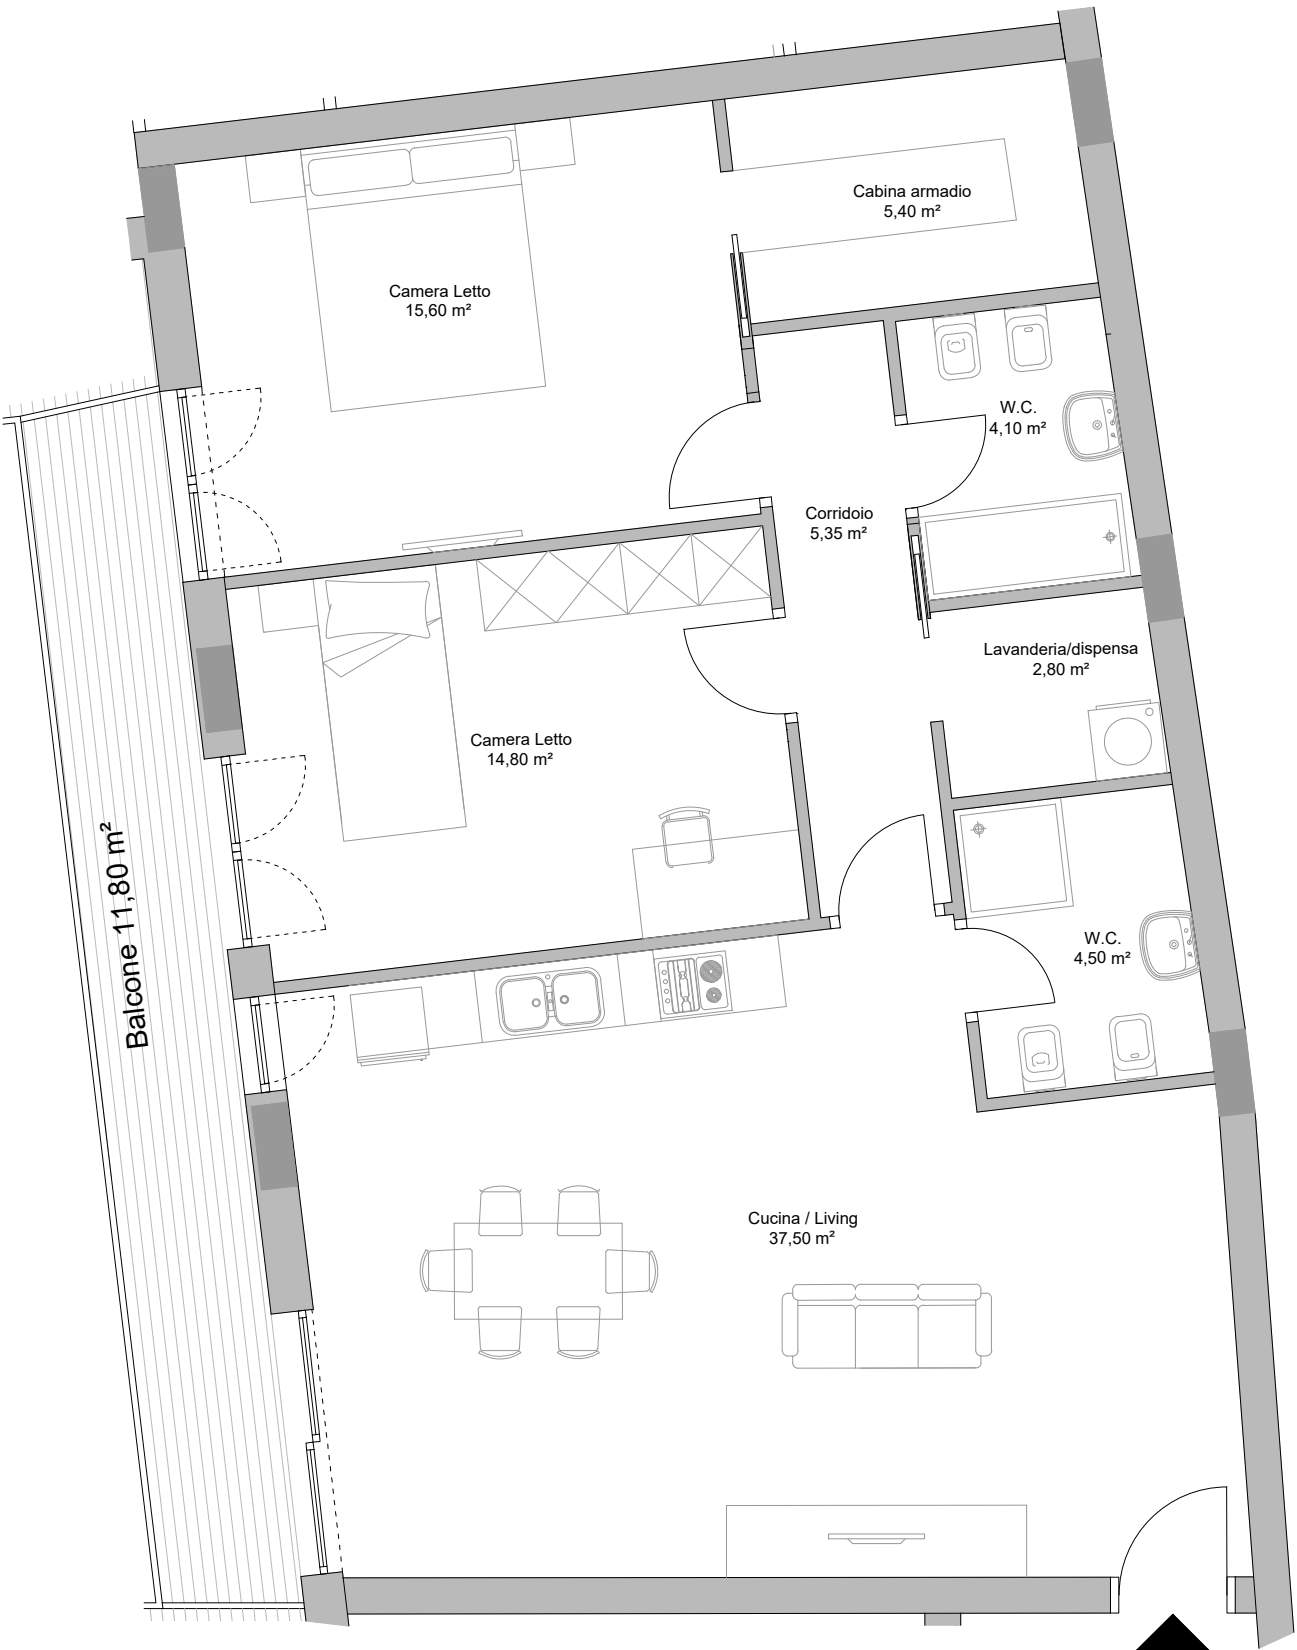 Cabina armadio
5,40 m²
Camera Letto
15,60 m²
W.C.
4,10 m²
Corridoio
5,35 m²
Lavanderia/dispensa
2,80 m²
Camera Letto
14,80 m²
Balcone 11,80 m²
W.C.
4,50 m²
Cucina / Living
37,50 m²